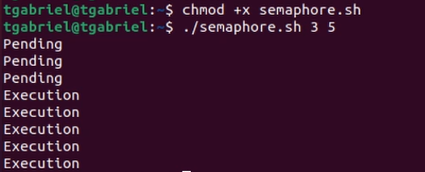 tgabriel@tgabriel:~$ chmod +x semaphore.sh
tgabriel@tgabriel:~$ ./semaphore.sh 3 5
Pending
Pending
Pending
Execution
Execution
Execution
Execution
Execution